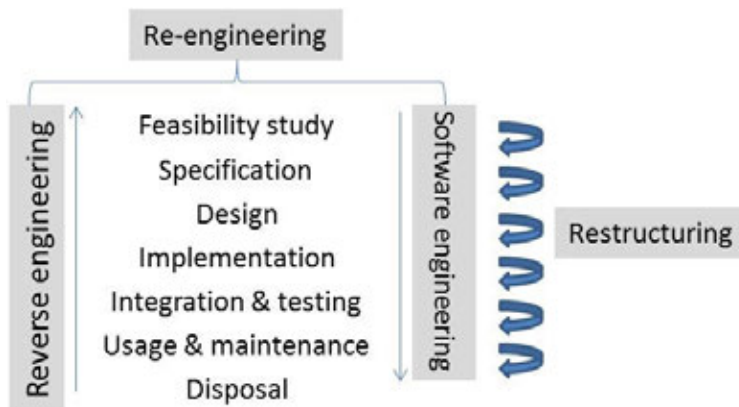 Re-engineering
Reverse engineering
Feasibility study
Specification
Design
Implementation
Integration & testing
Usage & maintenance
Disposal
Software engineering
Restructuring